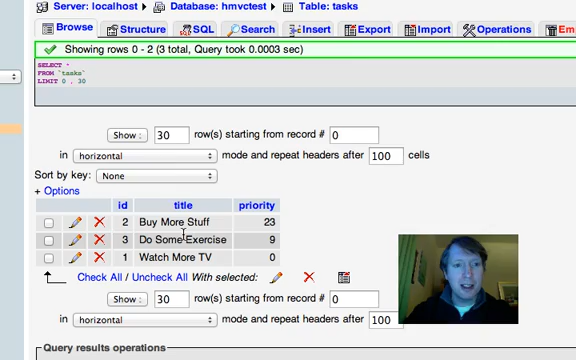 Server: localhost ▸ Database: hmvctest ▸ Table: tasks
Browse Structure SQL Search Insert Export Import Operations
Showing rows 0 - 2 (3 total, Query took 0.0003 sec)
SELECT *
FROM `tasks`
LIMIT 0 , 30
Show : 30 row(s) starting from record # 0
in horizontal mode and repeat headers after 100 cells
Sort by key: None
+ Options
id title priority
2 Buy More Stuff 23
3 Do Some Exercise 9
1 Watch More TV 0
Check All / Uncheck All With selected:
Show : 30 row(s) starting from record # 0
in horizontal mode and repeat headers after 100
Query results operations